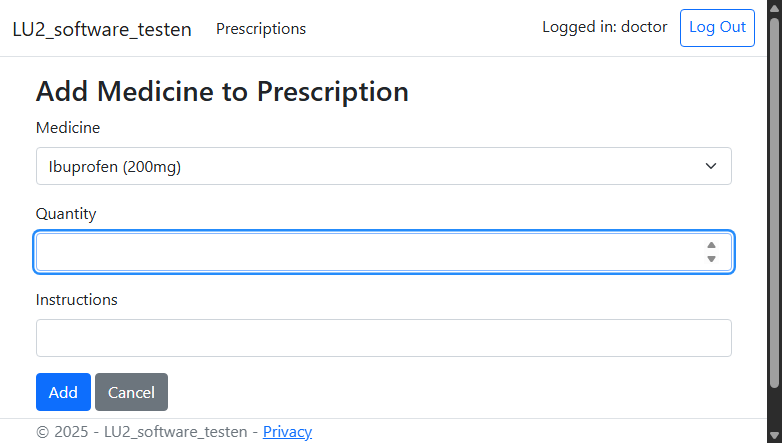 LU2_software_testen Prescriptions Logged in: doctor Log Out
Add Medicine to Prescription
Medicine
Ibuprofen (200mg)
Quantity
Instructions
Add Cancel
© 2025 - LU2_software_testen - Privacy